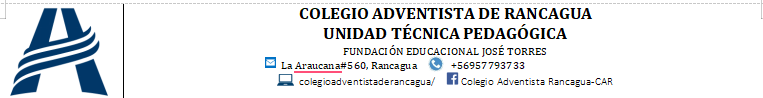 COLEGIO ADVENTISTA DE RANCAGUA
UNIDAD TÉCNICA PEDAGÓGICA
FUNDACIÓN EDUCACIONAL JOSÉ TORRES
La Araucana#560, Rancagua +56957793733
colegioadventistaderancagua/ Colegio Adventista Rancagua-CAR